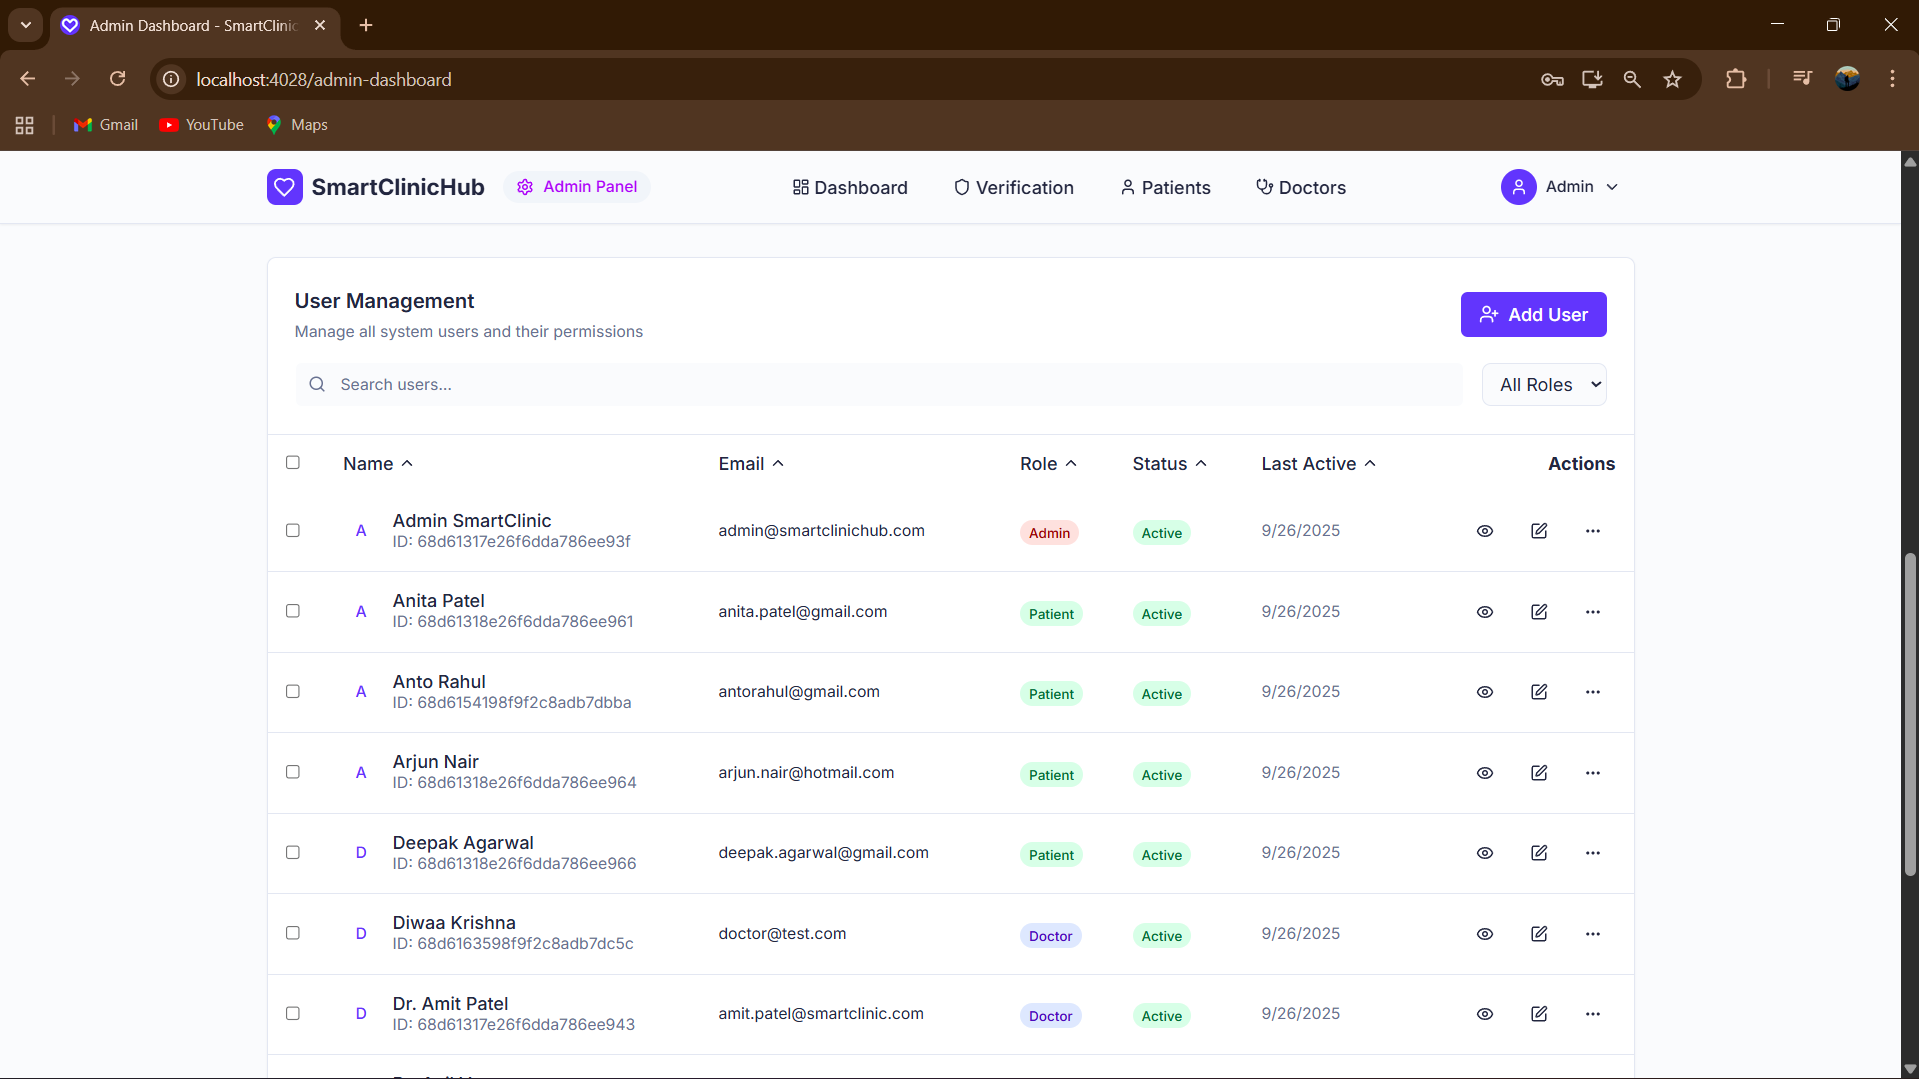 Admin Dashboard - SmartClinic
localhost:4028/admin-dashboard
Gmail YouTube Maps
SmartClinicHub Admin Panel Dashboard Verification Patients Doctors Admin
User Management
Manage all system users and their permissions
Add User
Search users...
All Roles
Name Email Role Status Last Active Actions
A Admin SmartClinic admin@smartclinichub.com Admin Active 9/26/2025
ID: 68d61317e26f6dda786ee93f
A Anita Patel anita.patel@gmail.com Patient Active 9/26/2025
ID: 68d61318e26f6dda786ee961
A Anto Rahul antorahul@gmail.com Patient Active 9/26/2025
ID: 68d6154198f9f2c8adb7dbba
A Arjun Nair arjun.nair@hotmail.com Patient Active 9/26/2025
ID: 68d61318e26f6dda786ee964
D Deepak Agarwal deepak.agarwal@gmail.com Patient Active 9/26/2025
ID: 68d61318e26f6dda786ee966
D Diwaa Krishna doctor@test.com Doctor Active 9/26/2025
ID: 68d6163598f9f2c8adb7dc5c
D Dr. Amit Patel amit.patel@smartclinic.com Doctor Active 9/26/2025
ID: 68d61317e26f6dda786ee943